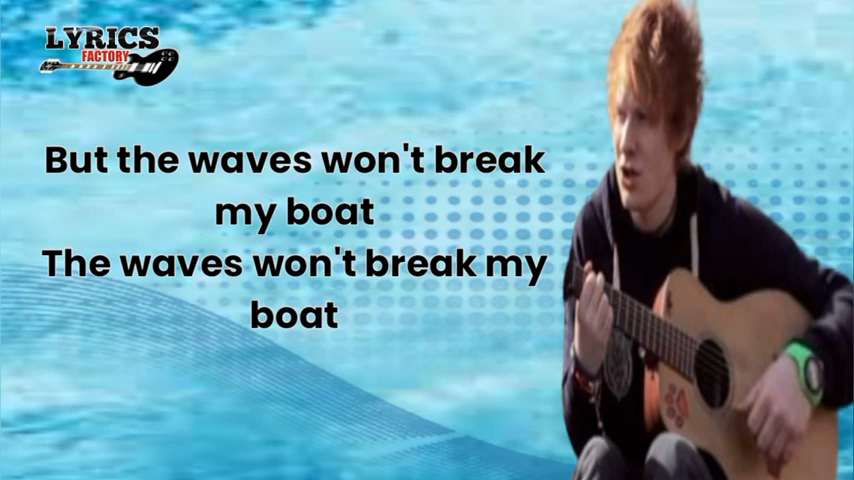 LYRICS
FACTORY
But the waves won't break
my boat
The waves won't break my
boat